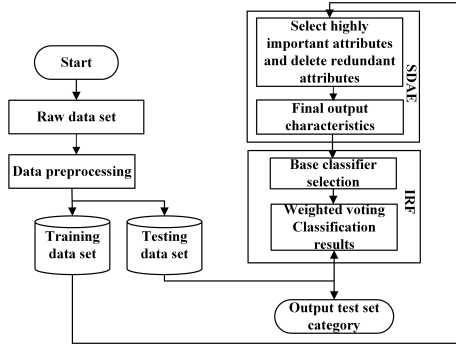 Start
Raw data set
Data preprocessing
Training
data set
Testing
data set
Select highly
important attributes
and delete redundant
attributes
Final output
characteristics
SDAE
Base classifier
selection
Weighted voting
Classification
results
IRF
Output test set
category